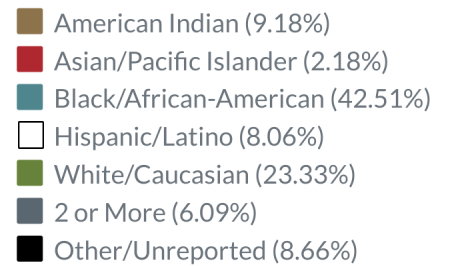 American Indian (9.18%)
Asian/Pacific Islander (2.18%)
Black/African-American (42.51%)
Hispanic/Latino (8.06%)
White/Caucasian (23.33%)
2 or More (6.09%)
Other/Unreported (8.66%)